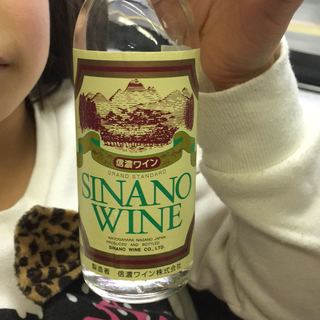 信濃ワイン
GRAND STANDARD
SINANO
WINE
KIKYOGAHARA NAGANO JAPAN
PRODUCED AND BOTTLED
SINANO WINE CO., LTD.
製造者 信濃ワイン株式会社